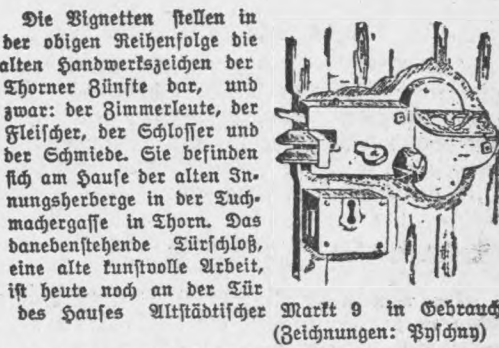 Die Vignetten stellen in
der obigen Reihenfolge die
alten Handwerkszeichen der
Thorner Zünfte dar, und
zwar: der Zimmerleute, der
Fleischer, der Schlosser und
der Schmiede. Sie befinden
sich am Hause der alten In-
nungsherberge in der Tuch-
machergasse in Thorn. Das
danebenstehende Türschloß,
eine alte kunstvolle Arbeit,
ist heute noch an der Tür
des Hauses Altstädtischer Markt 9 in Gebrauch
(Zeichnungen: Pyschny)